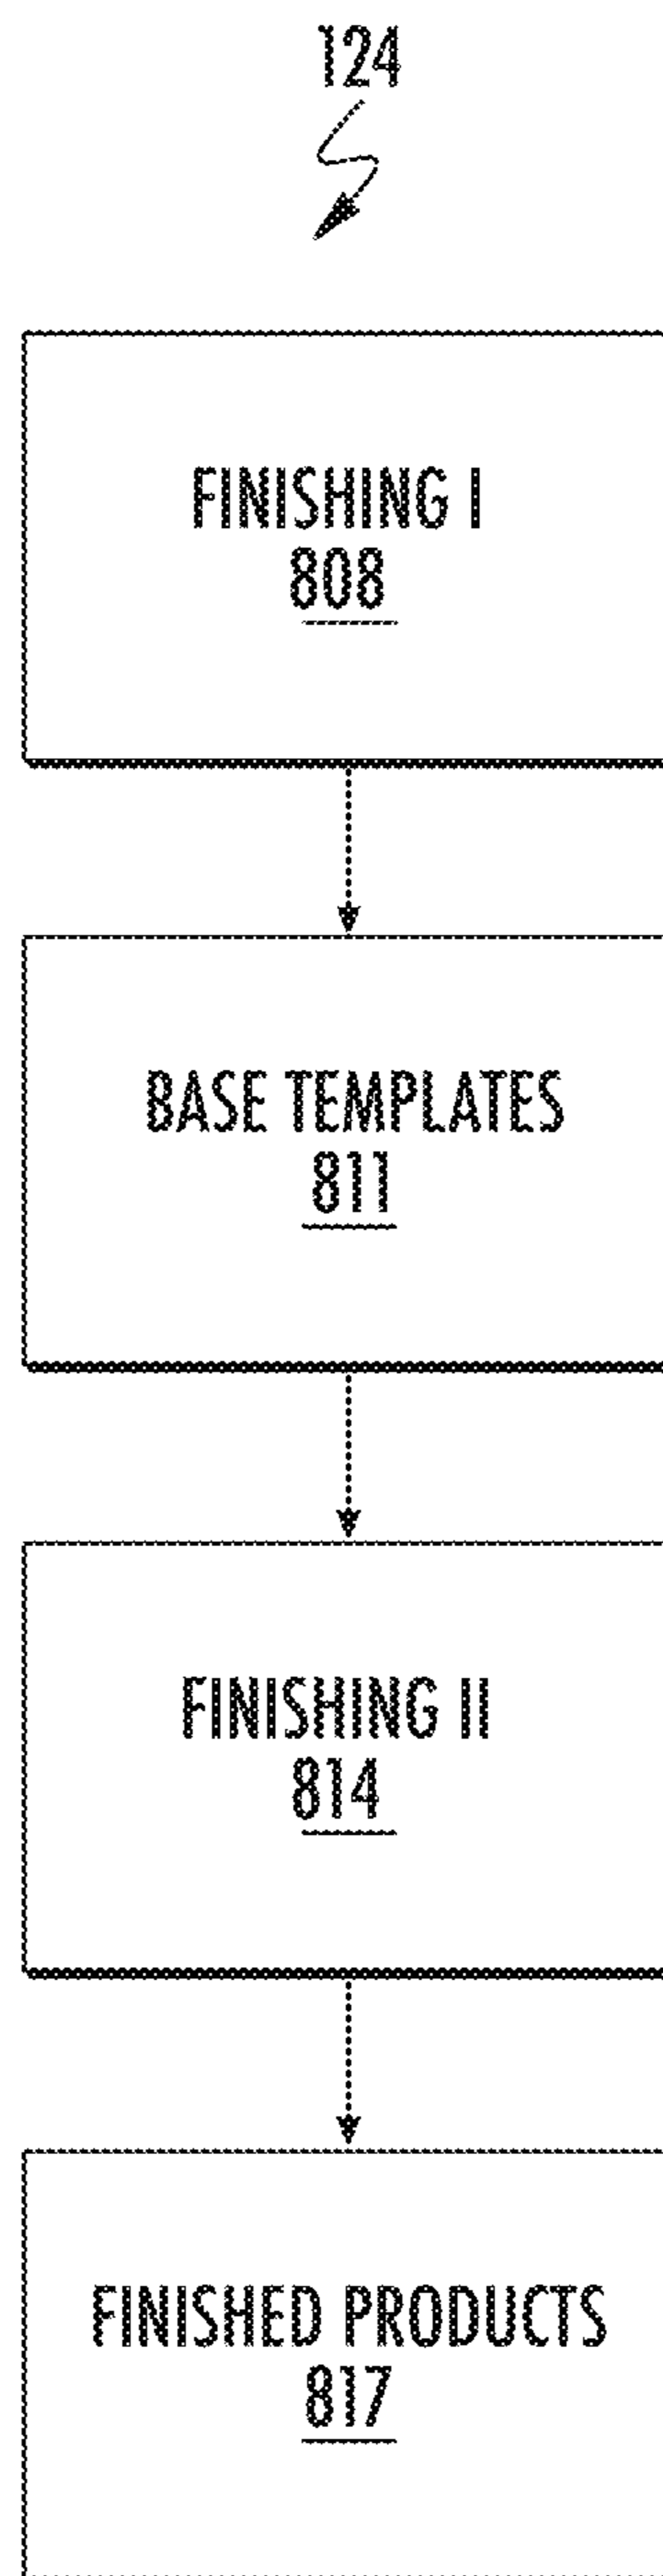 124
FINISHING I
808
BASE TEMPLATES
811
FINISHING II
814
FINISHED PRODUCTS
817